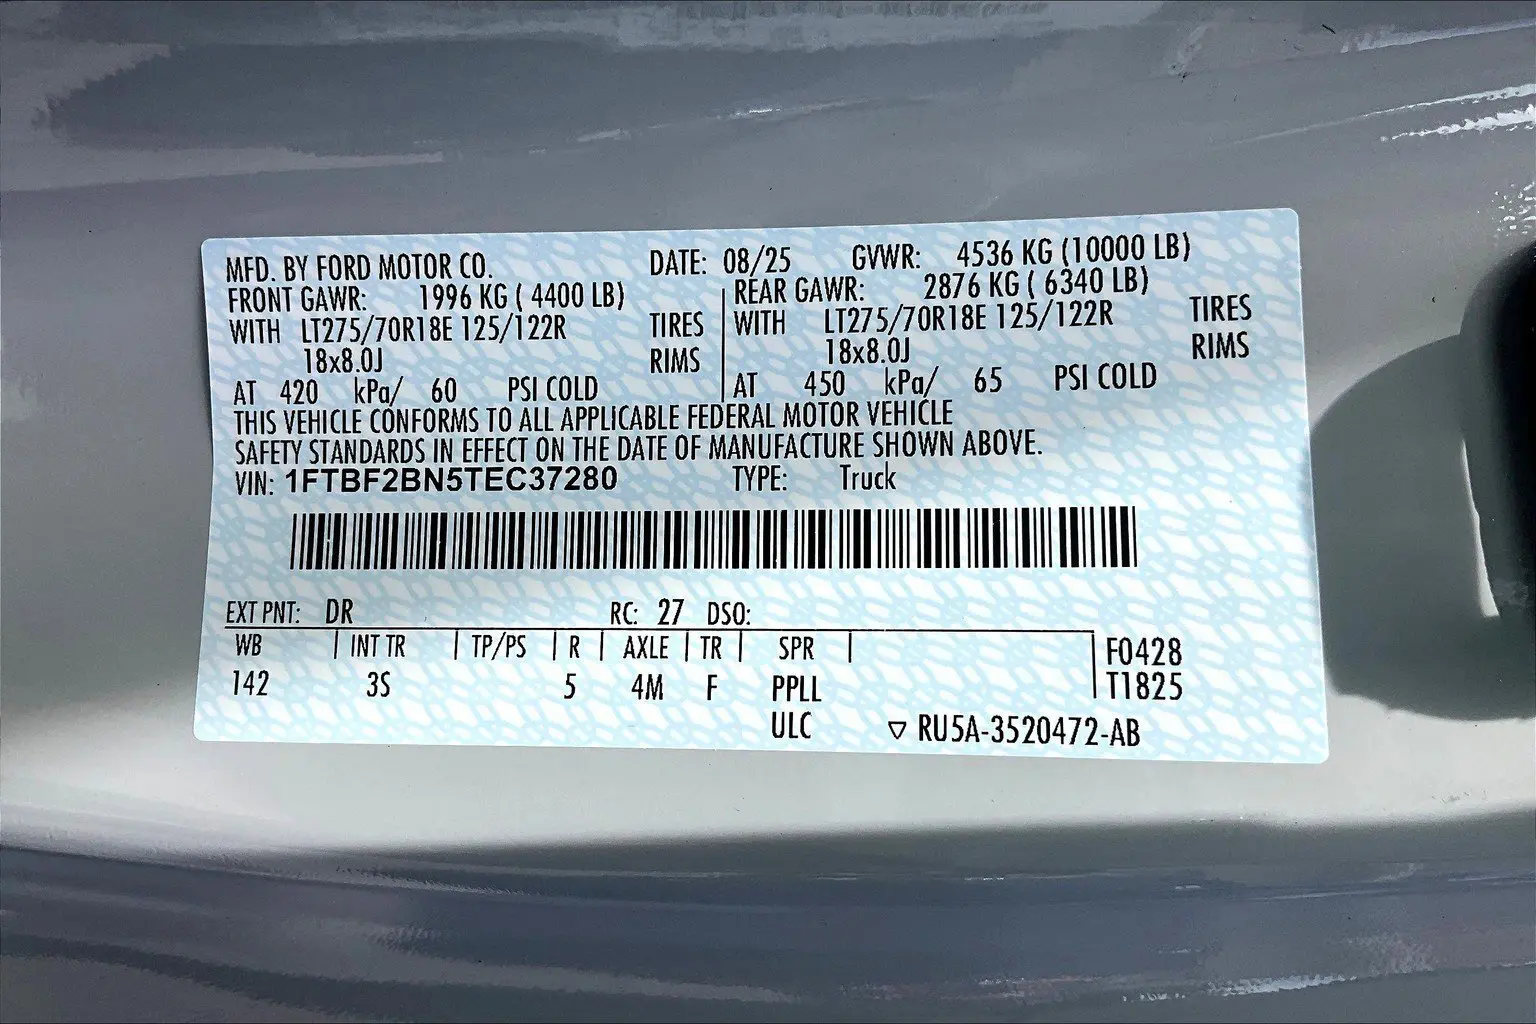 MFD. BY FORD MOTOR CO. DATE: 08/25 GVWR: 4536 KG (10000 LB)
FRONT GAWR: 1996 KG ( 4400 LB) REAR GAWR: 2876 KG ( 6340 LB)
WITH LT275/70R18E 125/122R TIRES WITH LT275/70R18E 125/122R TIRES
18x8.0J RIMS 18x8.0J RIMS
AT 420 kPa/ 60 PSI COLD AT 450 kPa/ 65 PSI COLD
THIS VEHICLE CONFORMS TO ALL APPLICABLE FEDERAL MOTOR VEHICLE
SAFETY STANDARDS IN EFFECT ON THE DATE OF MANUFACTURE SHOWN ABOVE.
VIN: 1FTBF2BN5TEC37280 TYPE: Truck
EXT PNT: DR RC: 27 DSO:
WB | INT TR | TP/PS | R | AXLE | TR | SPR | F0428
142 3S 5 4M F PPLL T1825
ULC ▽ RU5A-3520472-AB